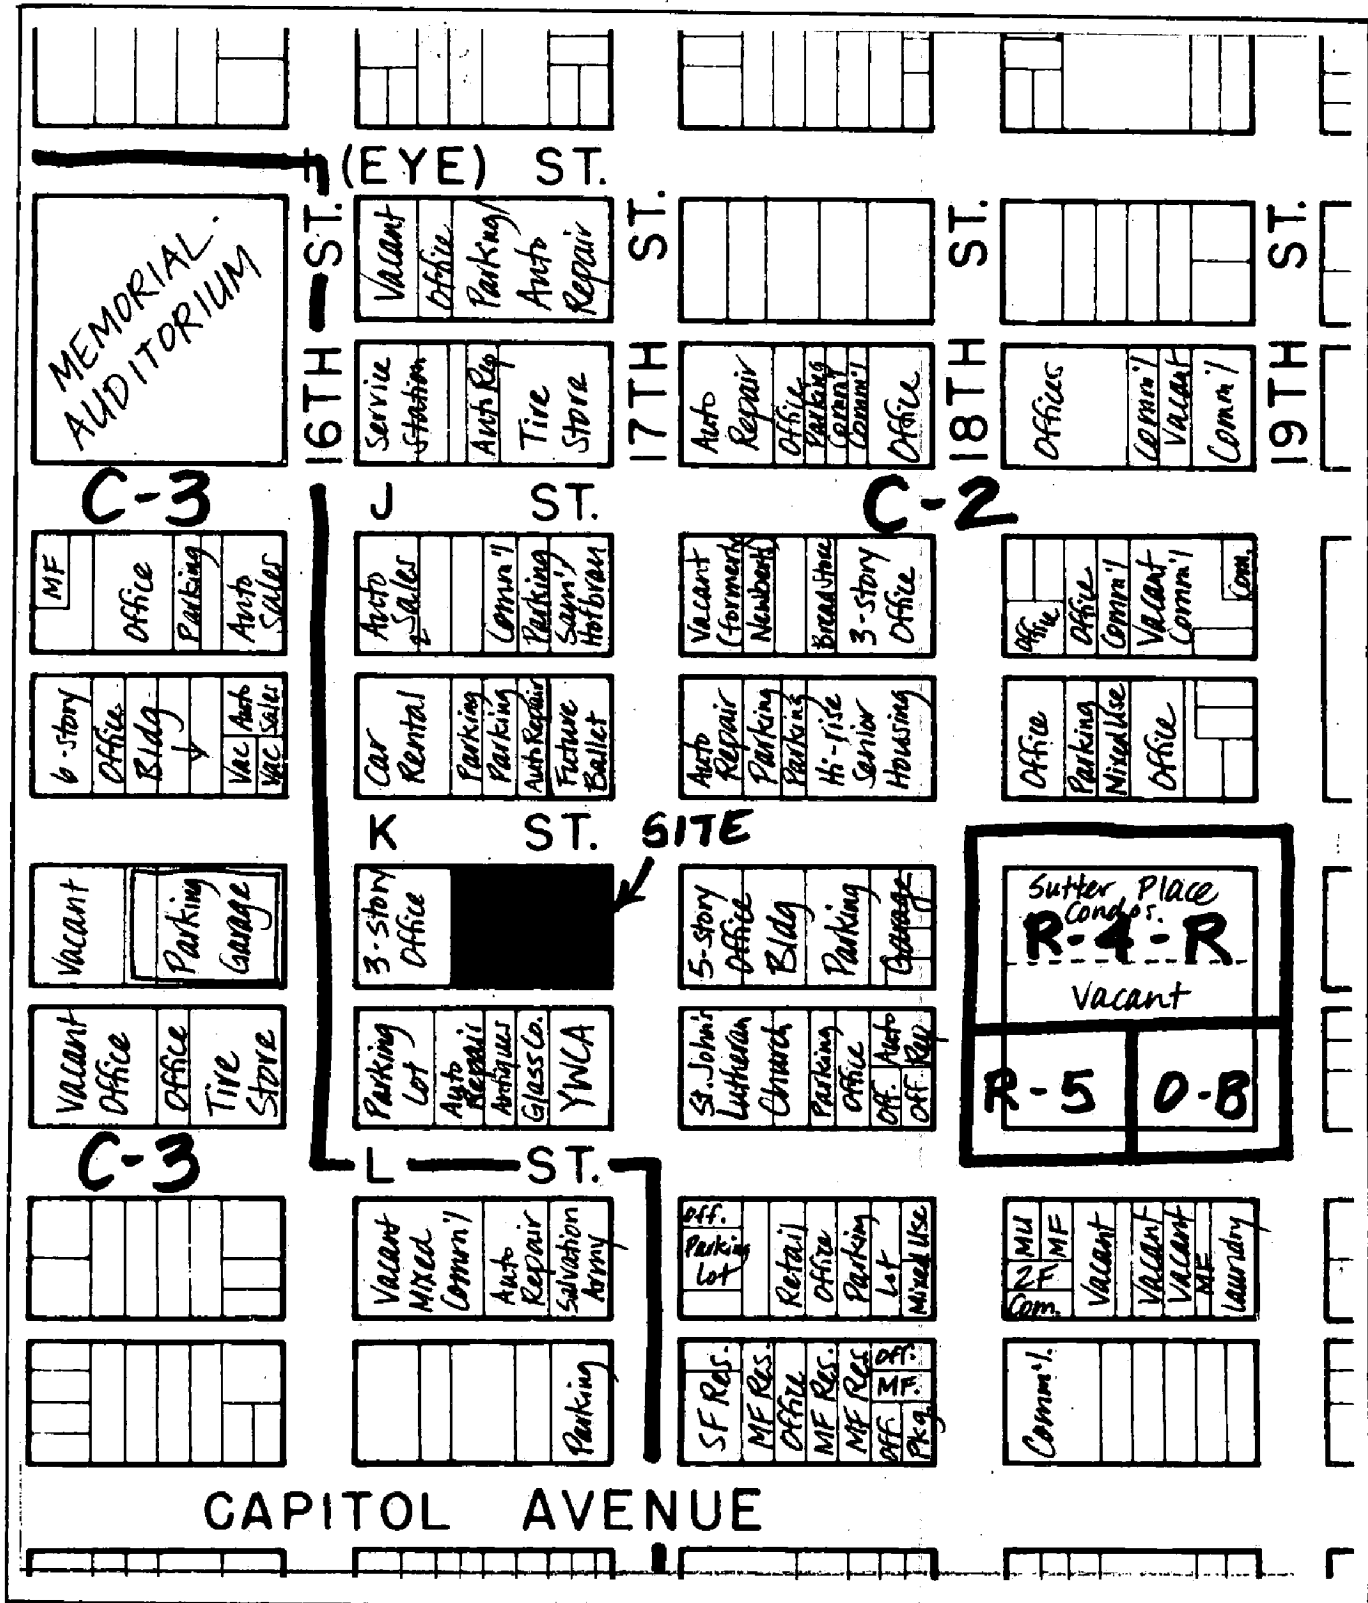 I (EYE) ST.
MEMORIAL
AUDITORIUM
16TH ST.
Vacant
Office
Parking/
Auto
Repair
17TH ST.
18TH ST.
19TH ST.
Service
Station
Auto Rep
Tire
Store
Auto
Repair
Office
Parking
Comm'l
Comm'l
Office
Offices
Comm'l
Vacant
Comm'l
C-3
J ST.
C-2
MF
Office
Parking
Auto
Sales
Auto
Sales
Comm'l
Parking
Sam's
Hofbrau
Vacant
(formerly
Newberry)
Bread Store
3-story
Office
Office
Office
Comm'l
Vacant
Comm'l
Com.
6-story
Office
Bldg
Vac
Auto
Vac
Sales
Car
Rental
Parking
Parking
Auto Repair
Future
Ballet
Auto
Repair
Parking
Parking
Hi-rise
Senior
Housing
Office
Parking
Mixed Use
Office
K ST.
SITE
Vacant
Parking
Garage
3-story
Office
5-story
Office
Bldg
Parking
Garage
Sutter Place
Condos.
R-4-R
Vacant
Vacant
Office
Office
Tire
Store
Parking
Lot
Auto
Repair
Antiques
Glass Co.
YWCA
St. John's
Lutheran
Church
Parking
Office
Off.
Auto
Off.
Rep
R-5
O-B
C-3
L ST.
Vacant
Mixed
Comm'l
Auto
Repair
Salvation
Army
Off.
Parking
Lot
Retail
Office
Parking
Lot
Mixed Use
MU
MF
2F
Com.
Vacant
Vacant
Vacant
MF
Laundry
Parking
SF Res.
MF Res.
Office
MF Res.
MF Res
Off.
MF.
Off
Pkg.
Comm'l.
CAPITOL AVENUE